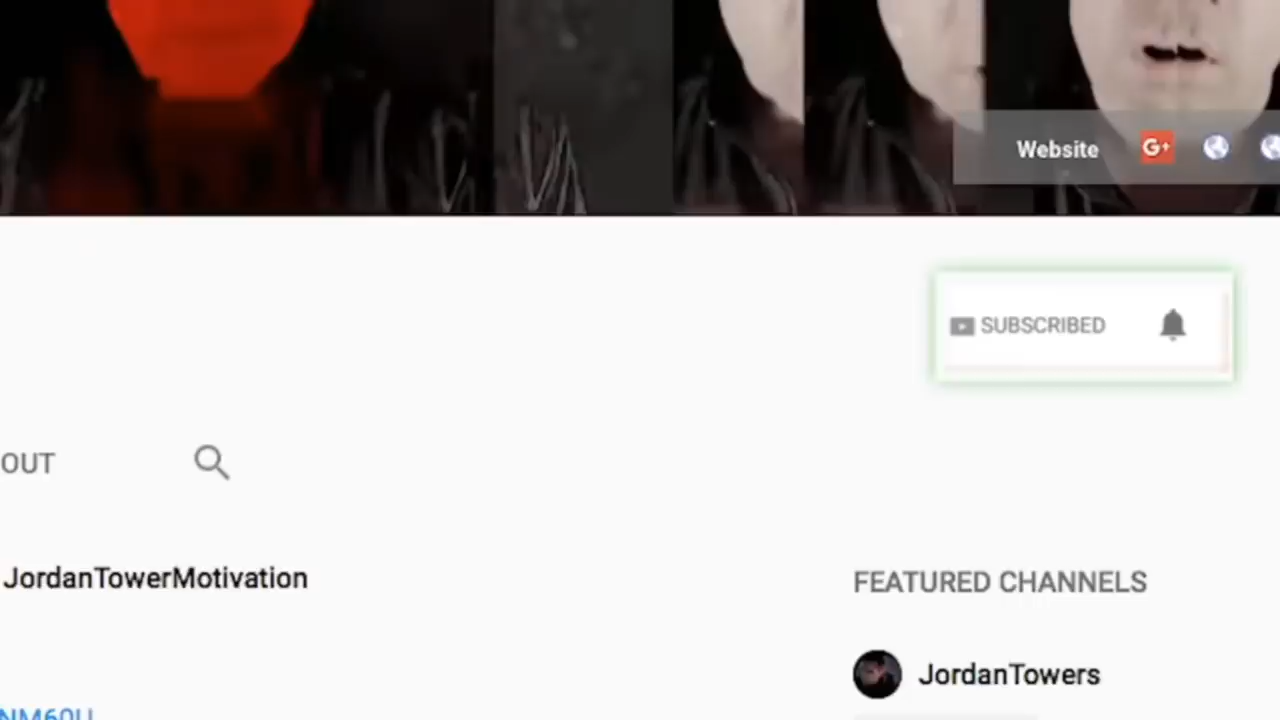 Website G+
SUBSCRIBED
OUT
JordanTowerMotivation
FEATURED CHANNELS
JordanTowers